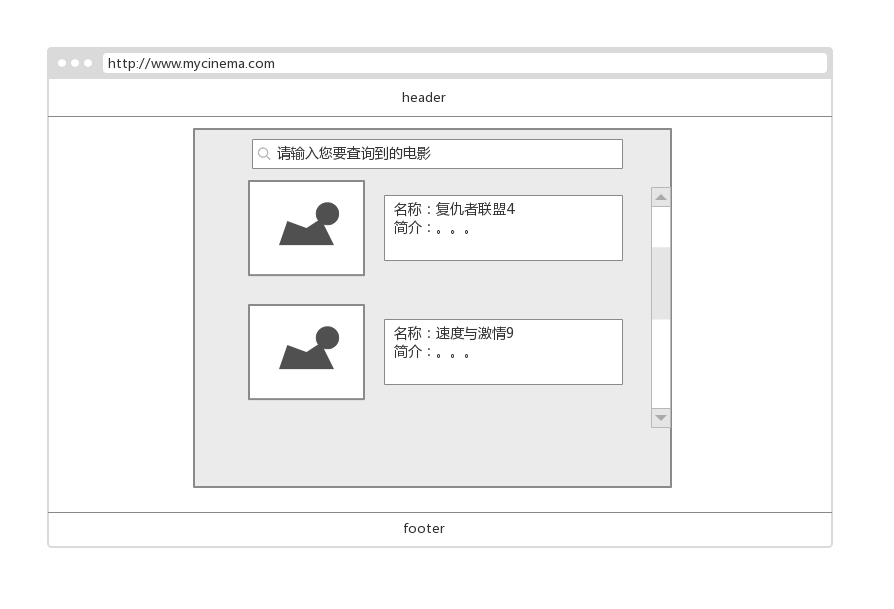 http://www.mycinema.com
header
请输入您要查询到的电影
名称：复仇者联盟4
简介：。。。
名称：速度与激情9
简介：。。。
footer